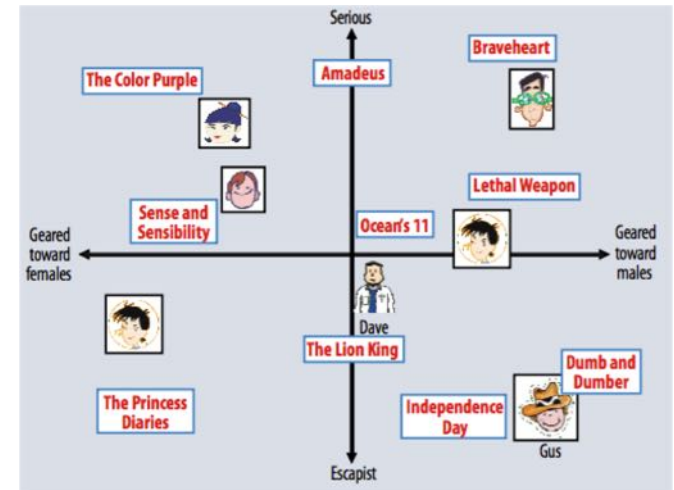 Serious
Braveheart
Amadeus
The Color Purple
Lethal Weapon
Sense and
Sensibility
Ocean's 11
Geared
toward
females
Geared
toward
males
Dave
The Lion King
Dumb and
Dumber
The Princess
Diaries
Independence
Day
Gus
Escapist